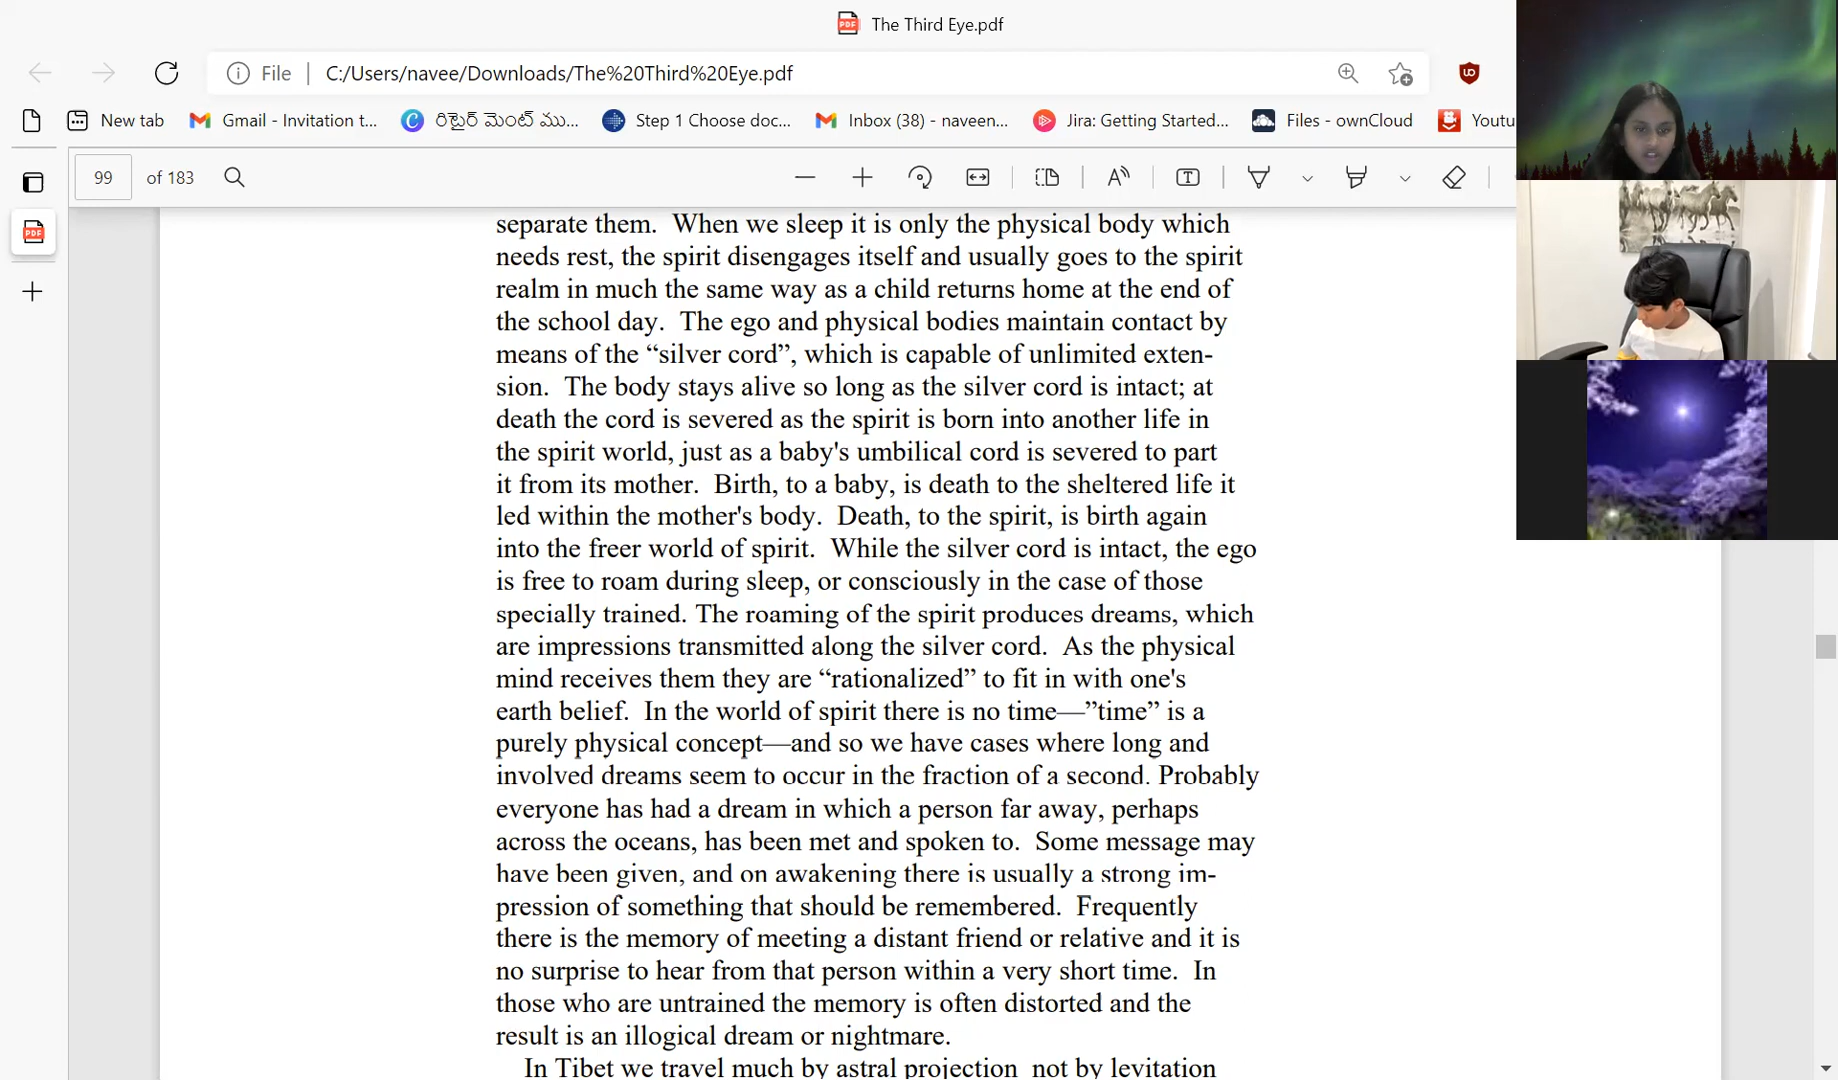 The Third Eye.pdf
File C:/Users/navee/Downloads/The%20Third%20Eye.pdf
New tab Gmail - Invitation t... రిటైర్ మెంట్ ము... Step 1 Choose doc... Inbox (38) - naveen... Jira: Getting Started... Files - ownCloud Youtu
99 of 183
separate them. When we sleep it is only the physical body which
needs rest, the spirit disengages itself and usually goes to the spirit
realm in much the same way as a child returns home at the end of
the school day. The ego and physical bodies maintain contact by
means of the “silver cord”, which is capable of unlimited exten-
sion. The body stays alive so long as the silver cord is intact; at
death the cord is severed as the spirit is born into another life in
the spirit world, just as a baby's umbilical cord is severed to part
it from its mother. Birth, to a baby, is death to the sheltered life it
led within the mother's body. Death, to the spirit, is birth again
into the freer world of spirit. While the silver cord is intact, the ego
is free to roam during sleep, or consciously in the case of those
specially trained. The roaming of the spirit produces dreams, which
are impressions transmitted along the silver cord. As the physical
mind receives them they are “rationalized” to fit in with one's
earth belief. In the world of spirit there is no time—”time” is a
purely physical concept—and so we have cases where long and
involved dreams seem to occur in the fraction of a second. Probably
everyone has had a dream in which a person far away, perhaps
across the oceans, has been met and spoken to. Some message may
have been given, and on awakening there is usually a strong im-
pression of something that should be remembered. Frequently
there is the memory of meeting a distant friend or relative and it is
no surprise to hear from that person within a very short time. In
those who are untrained the memory is often distorted and the
result is an illogical dream or nightmare.
In Tibet we travel much by astral projection not by levitation